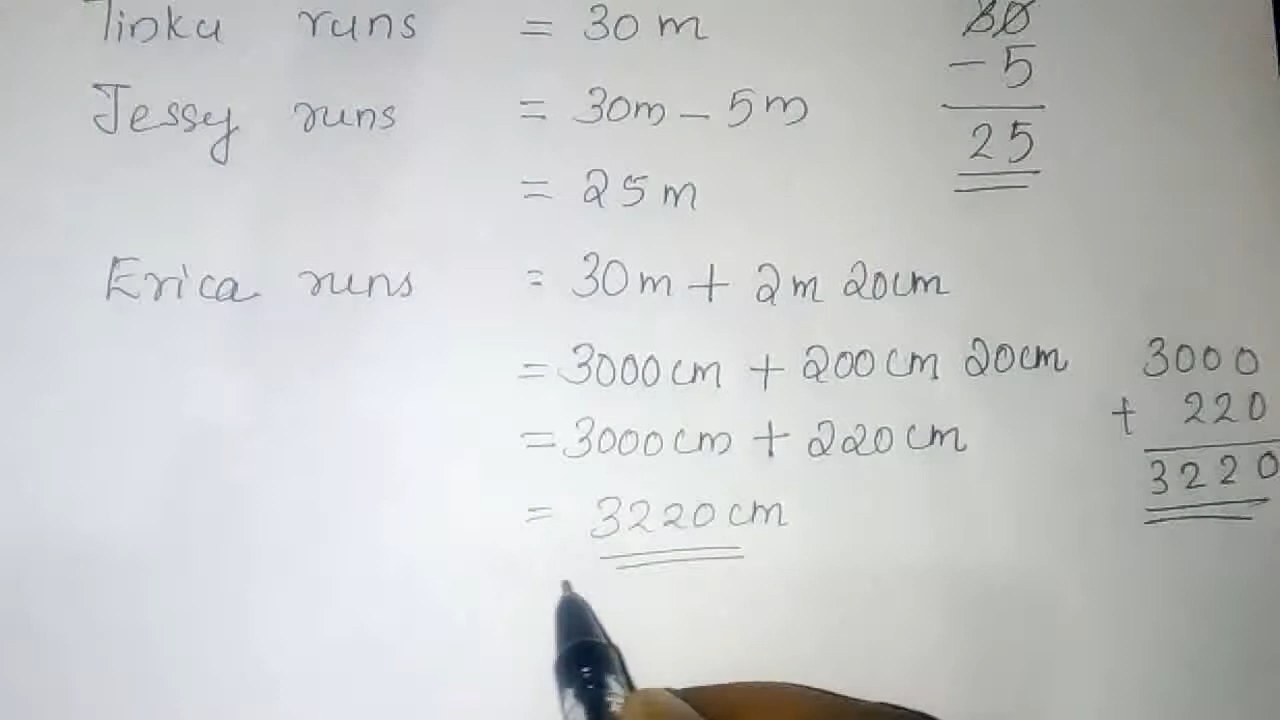 Tinku runs = 30 m
30
- 5
25
Jessy runs = 30m - 5m
= 25 m
Erica runs = 30m + 2m 20cm
= 3000 cm + 200 cm 20cm
= 3000 cm + 220 cm
= 3220 cm
3000
+ 220
3220